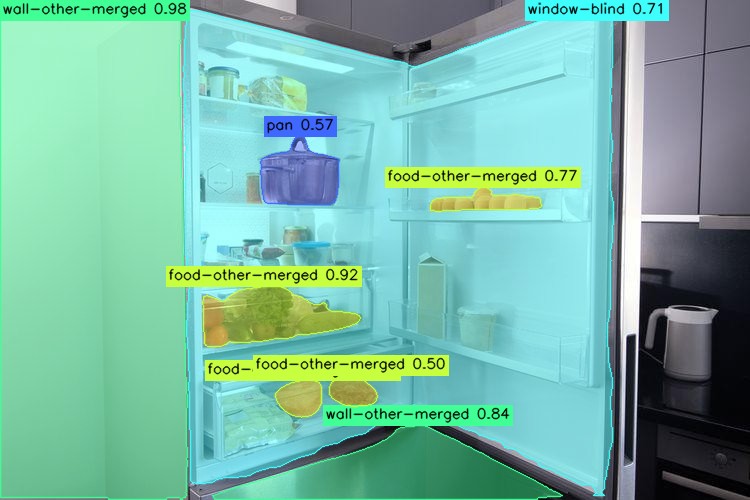 wall-other-merged 0.98
window-blind 0.71
pan 0.57
food-other-merged 0.77
food-other-merged 0.92
food-
food-other-merged 0.50
wall-other-merged 0.84